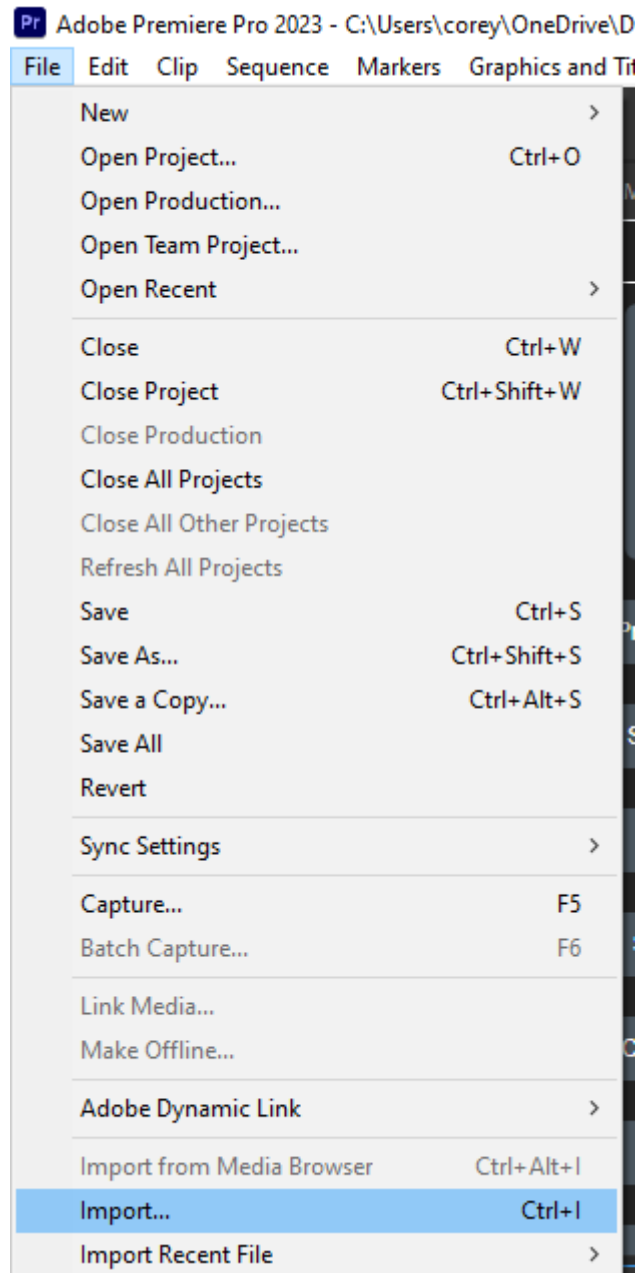 Pr Adobe Premiere Pro 2023 - C:\Users\corey\OneDrive\D
File Edit Clip Sequence Markers Graphics and Tit
New >
Open Project... Ctrl+O
Open Production...
Open Team Project...
Open Recent >
Close Ctrl+W
Close Project Ctrl+Shift+W
Close Production
Close All Projects
Close All Other Projects
Refresh All Projects
Save Ctrl+S
Save As... Ctrl+Shift+S
Save a Copy... Ctrl+Alt+S
Save All
Revert
Sync Settings >
Capture... F5
Batch Capture... F6
Link Media...
Make Offline...
Adobe Dynamic Link >
Import from Media Browser Ctrl+Alt+I
Import... Ctrl+I
Import Recent File >